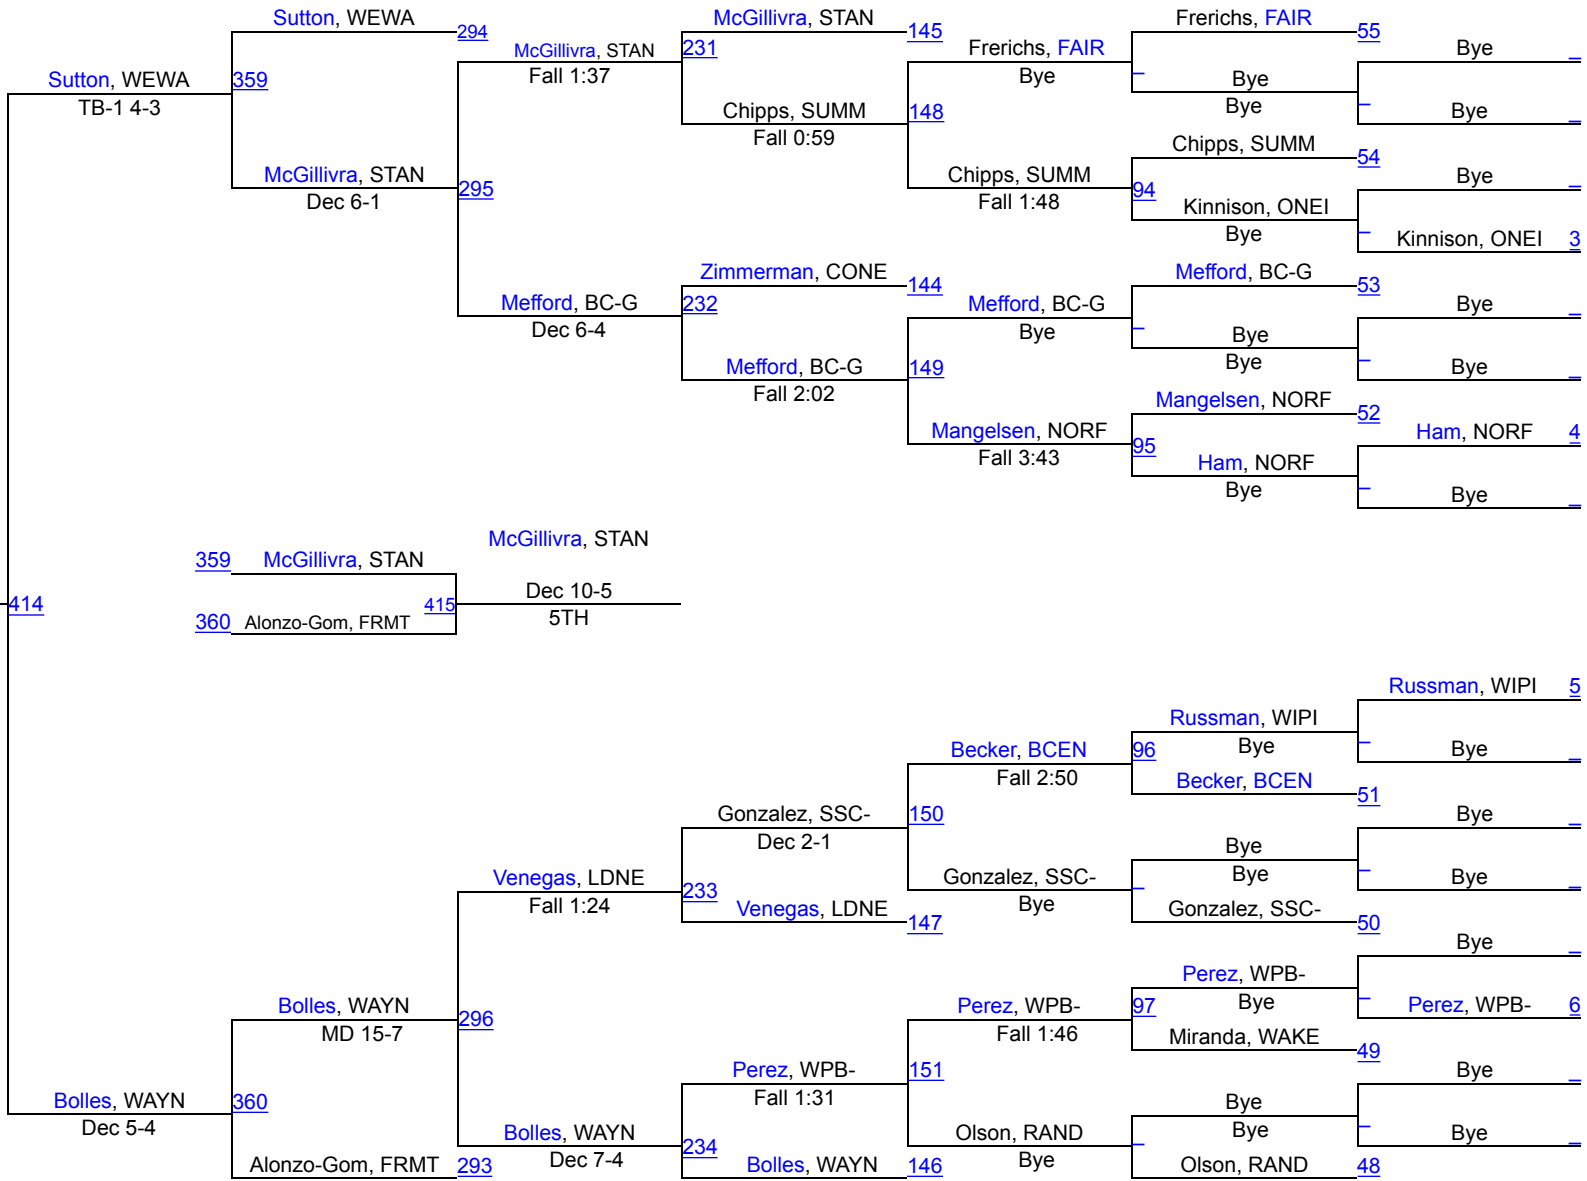 Sutton, WEWA
McGillivra, STAN
Frerichs, FAIR
294
145
55
McGillivra, STAN
231
Frerichs, FAIR
Bye
_
Fall 1:37
Bye
_
Sutton, WEWA
359
Bye
TB-1 4-3
Bye
_
Chipps, SUMM
148
Bye
_
Fall 0:59
Chipps, SUMM
54
McGillivra, STAN
295
Chipps, SUMM
94
Bye
_
Dec 6-1
Fall 1:48
Kinnison, ONEI
Bye
_
Kinnison, ONEI
3
Zimmerman, CONE
144
Mefford, BC-G
53
Mefford, BC-G
232
Mefford, BC-G
Bye
_
Dec 6-4
Bye
_
Bye
Mefford, BC-G
149
Bye
_
Bye
_
Fall 2:02
Mangelsen, NORF
52
Mangelsen, NORF
95
Ham, NORF
4
Fall 3:43
Ham, NORF
Bye
_
Bye
_
McGillivra, STAN
359
McGillivra, STAN
Dec 10-5
414
415
5TH
360
Alonzo-Gom, FRMT
Russman, WIPI
5
Russman, WIPI
Becker, BCEN
96
Bye
_
Bye
_
Fall 2:50
Becker, BCEN
51
Gonzalez, SSC-
150
Bye
_
Dec 2-1
Bye
Venegas, LDNE
233
Gonzalez, SSC-
_
Bye
_
Bye
_
Fall 1:24
Venegas, LDNE
147
Bye
Gonzalez, SSC-
50
Bye
_
Perez, WPB-
Bolles, WAYN
296
Perez, WPB-
97
Bye
_
Perez, WPB-
6
MD 15-7
Fall 1:46
Miranda, WAKE
49
Perez, WPB-
151
Bye
_
Fall 1:31
Bolles, WAYN
360
Bye
Dec 5-4
Bye
_
Bye
_
Bolles, WAYN
234
Olson, RAND
_
Dec 7-4
Bye
Alonzo-Gom, FRMT
293
Bolles, WAYN
146
Olson, RAND
48